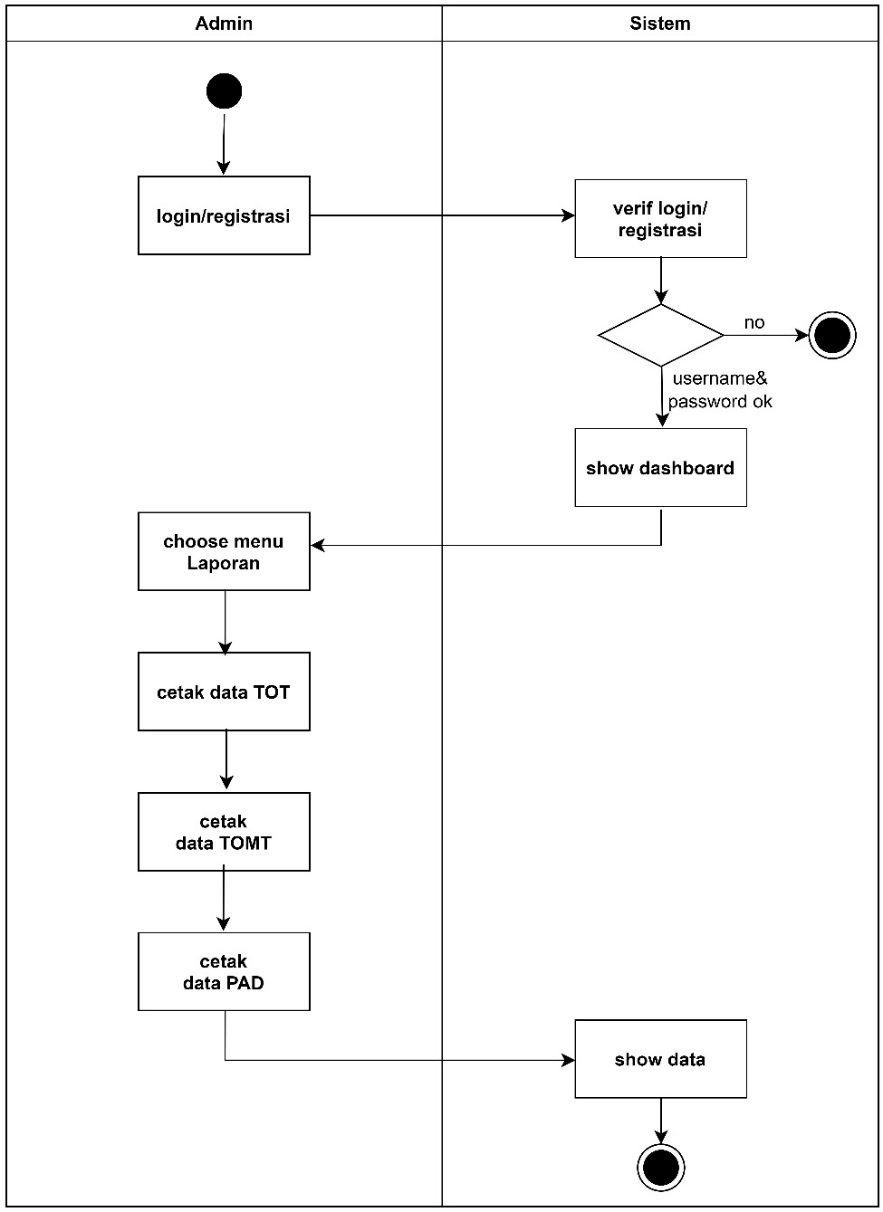 Admin
Sistem
login/registrasi
verif login/
registrasi
no
username&
password ok
show dashboard
choose menu
Laporan
cetak data TOT
cetak
data TOMT
cetak
data PAD
show data